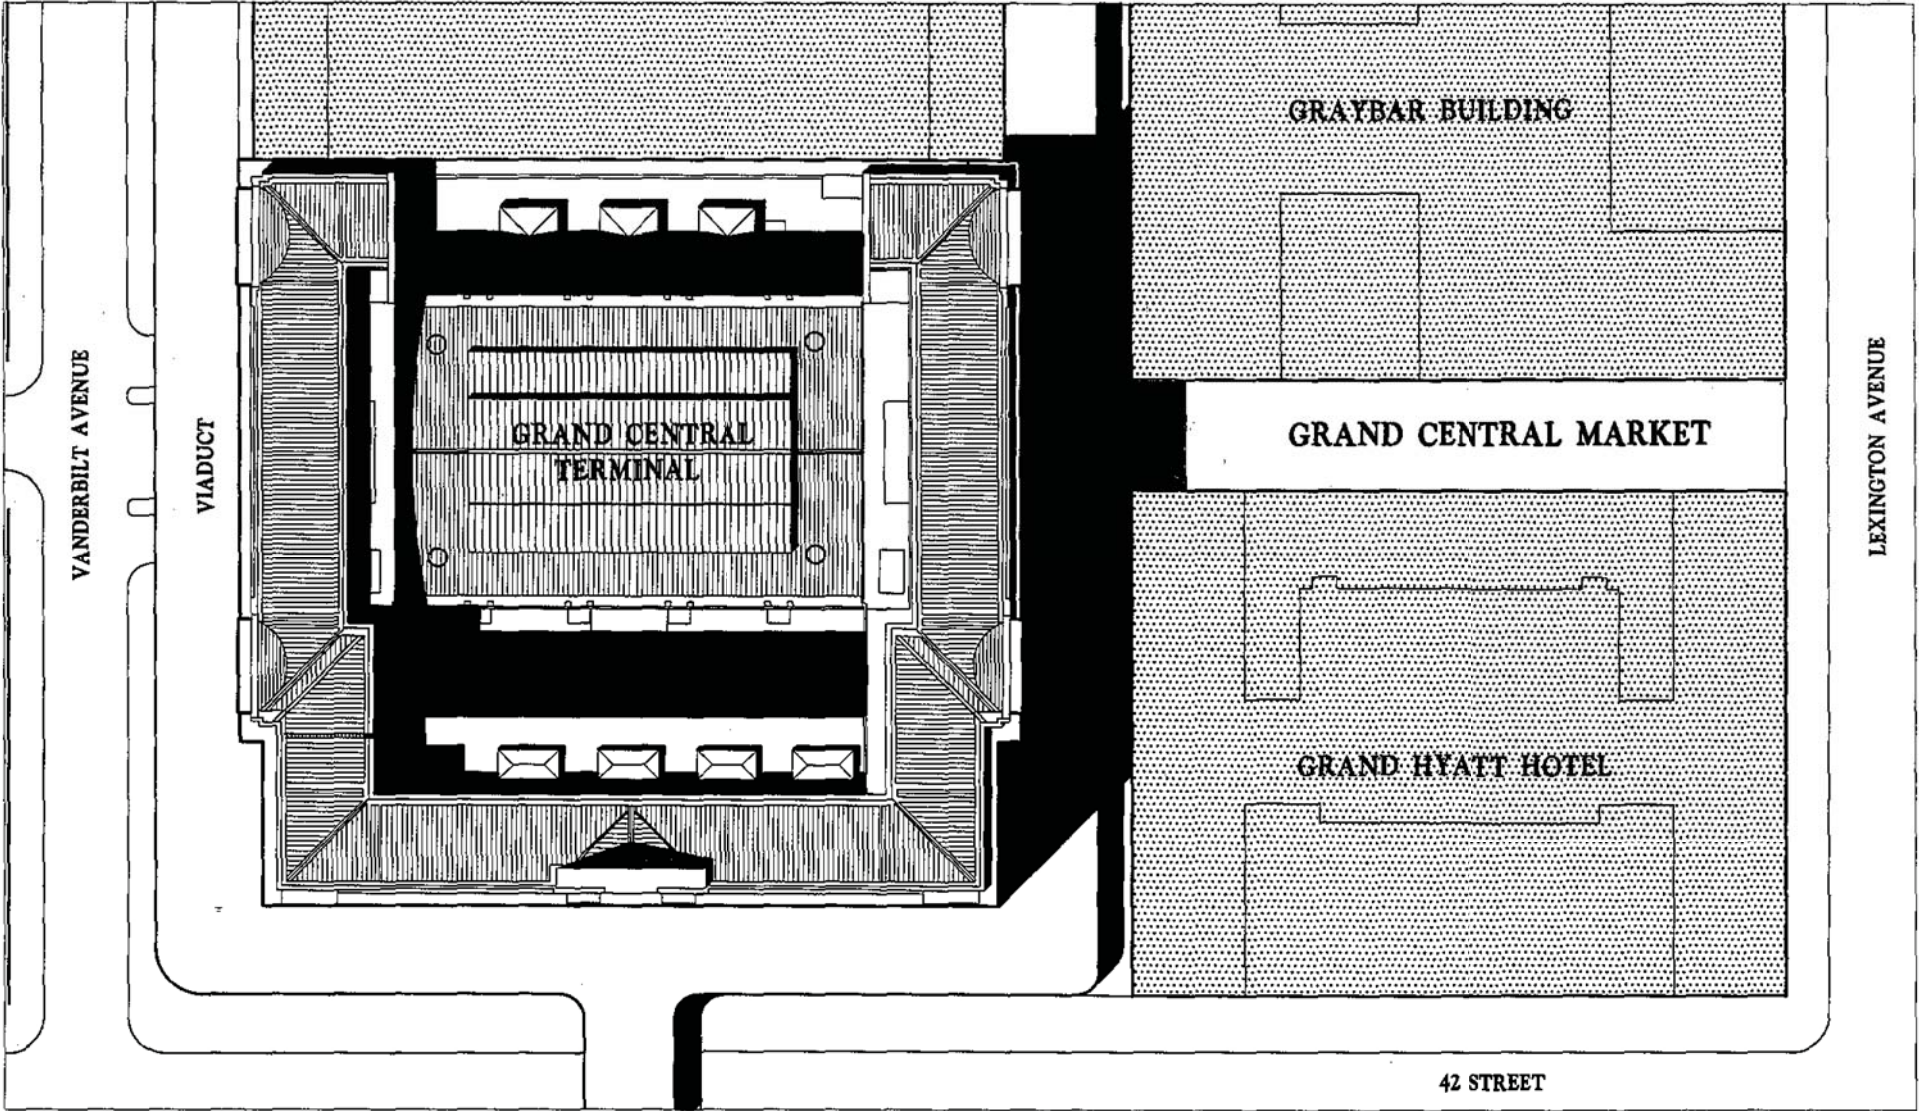 GRAYBAR BUILDING
VANDERBILT AVENUE
VIADUCT
GRAND CENTRAL
TERMINAL
GRAND CENTRAL MARKET
LEXINGTON AVENUE
GRAND HYATT HOTEL
42 STREET